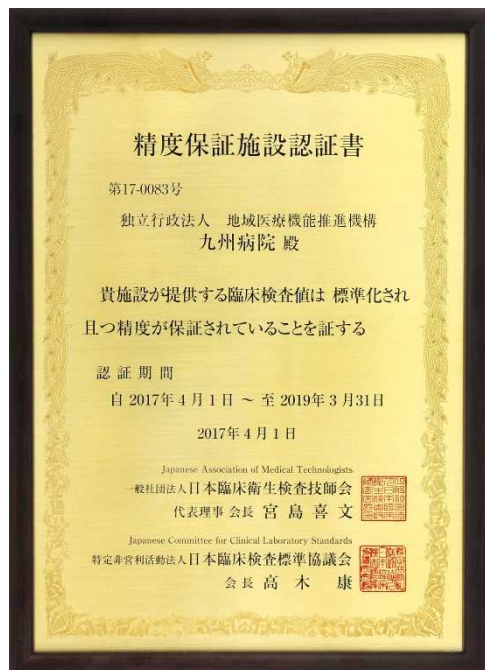 精度保証施設認証書
第17-0083号
独立行政法人 地域医療機能推進機構
九州病院 殿
貴施設が提供する臨床検査値は 標準化され
且つ精度が保証されていることを証する
認証期間
自 2017年4月1日 ～ 至 2019年3月31日
2017年4月1日
Japanese Association of Medical Technologists
一般社団法人日本臨床衛生検査技師会
代表理事 会長 宮島喜文
Japanese Committee for Clinical Laboratory Standards
特定非営利活動法人日本臨床検査標準協議会
会長 高木 康